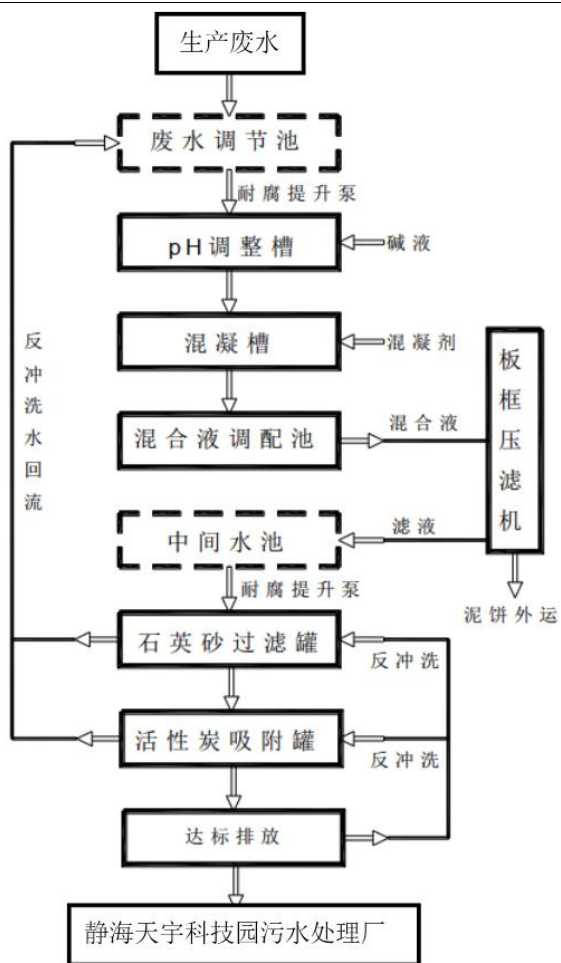 生产废水
废水调节池
耐腐提升泵
pH调整槽
碱液
混凝槽
混凝剂
混合液调配池
混合液
板框压滤机
中间水池
滤液
耐腐提升泵
泥饼外运
石英砂过滤罐
反冲洗
活性炭吸附罐
反冲洗
反冲洗水回流
达标排放
静海天宇科技园污水处理厂